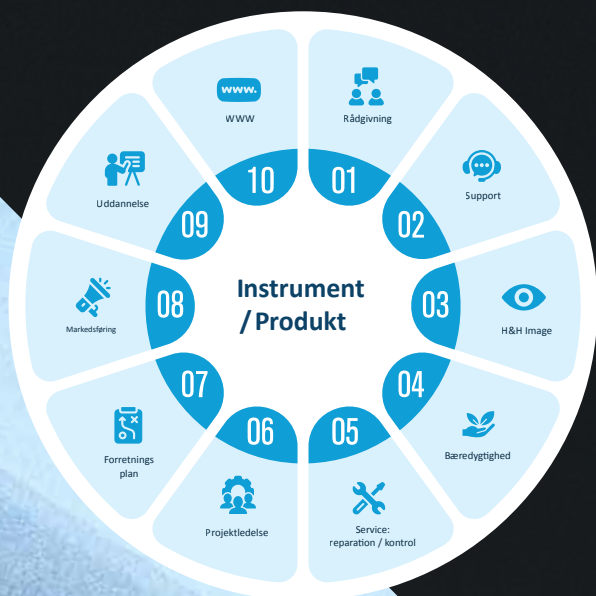 Instrument
/ Produkt
01
Rådgivning
02
Support
03
H&H Image
04
Bæredygtighed
05
Service:
reparation / kontrol
06
Projektledelse
07
Forretnings
plan
08
Markedsføring
09
Uddannelse
10
www.
WWW